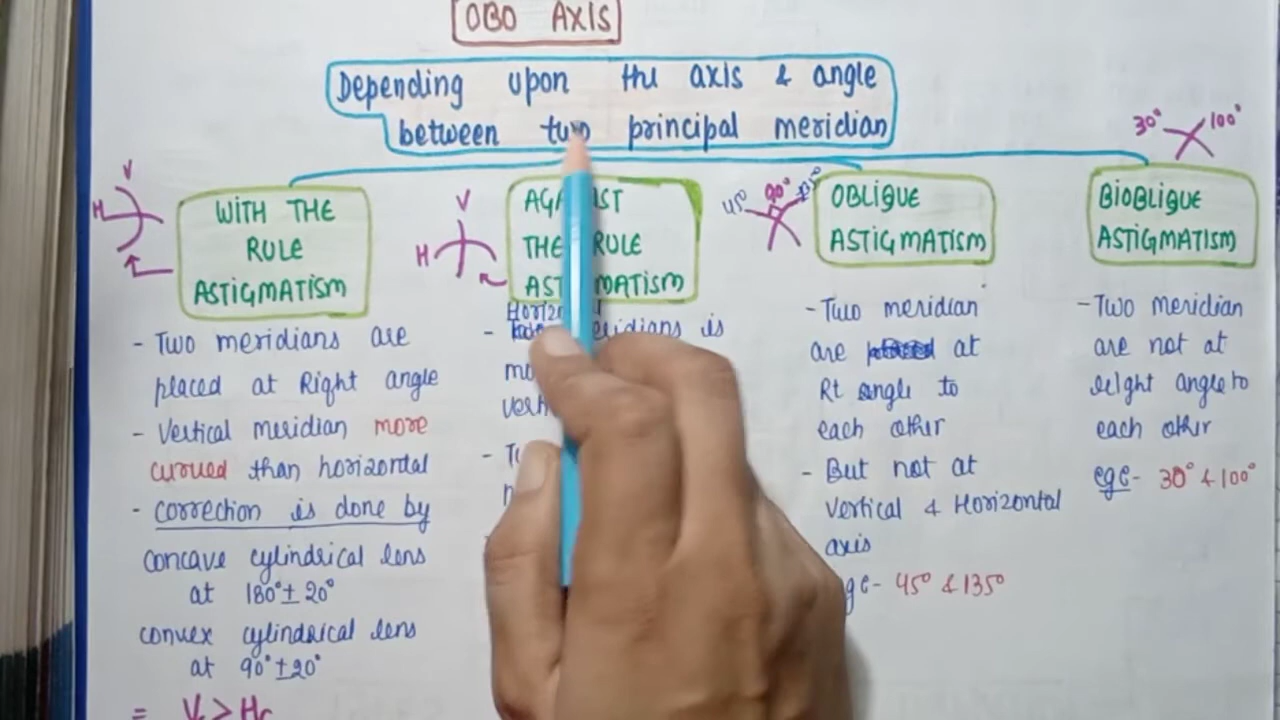 OBO AXIS
Depending upon the axis & angle
between two principal meridian
V
H
WITH THE
RULE
ASTIGMATISM
- Two meridians are
placed at Right angle
- Vertical meridian more
curved than horizontal
- correction is done by
concave cylindrical lens
at 180° ± 20°
convex cylindrical lens
at 90° ± 20°
V
H
THE RULE
Two meridian
are at
Rt angle to
each other
- But not at
vertical & Horizontal
axis
45° & 135°
45° 90°
OBLIQUE
ASTIGMATISM
30° 100°
BIOBLIQUE
ASTIGMATISM
- Two meridian
are not at
right angle to
each other
ege- 30° & 100°